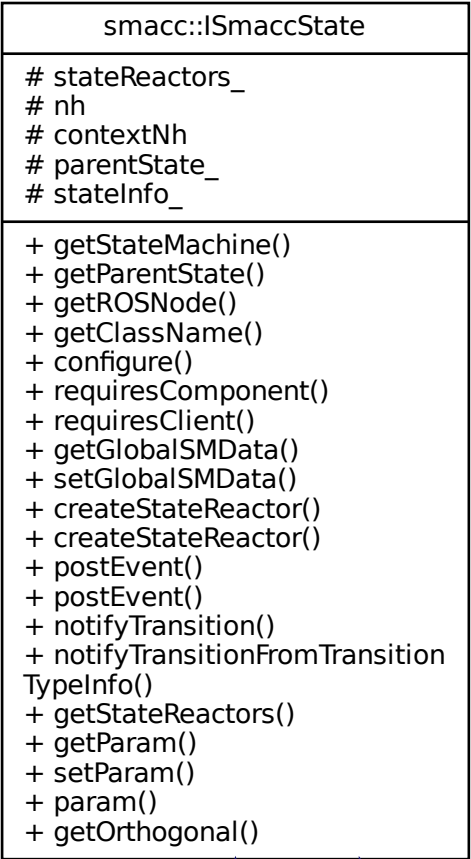 smacc::ISmaccState
# stateReactors_
# nh
# contextNh
# parentState_
# stateInfo_
+ getStateMachine()
+ getParentState()
+ getROSNode()
+ getClassName()
+ configure()
+ requiresComponent()
+ requiresClient()
+ getGlobalSMData()
+ setGlobalSMData()
+ createStateReactor()
+ createStateReactor()
+ postEvent()
+ postEvent()
+ notifyTransition()
+ notifyTransitionFromTransition
TypeInfo()
+ getStateReactors()
+ getParam()
+ setParam()
+ param()
+ getOrthogonal()